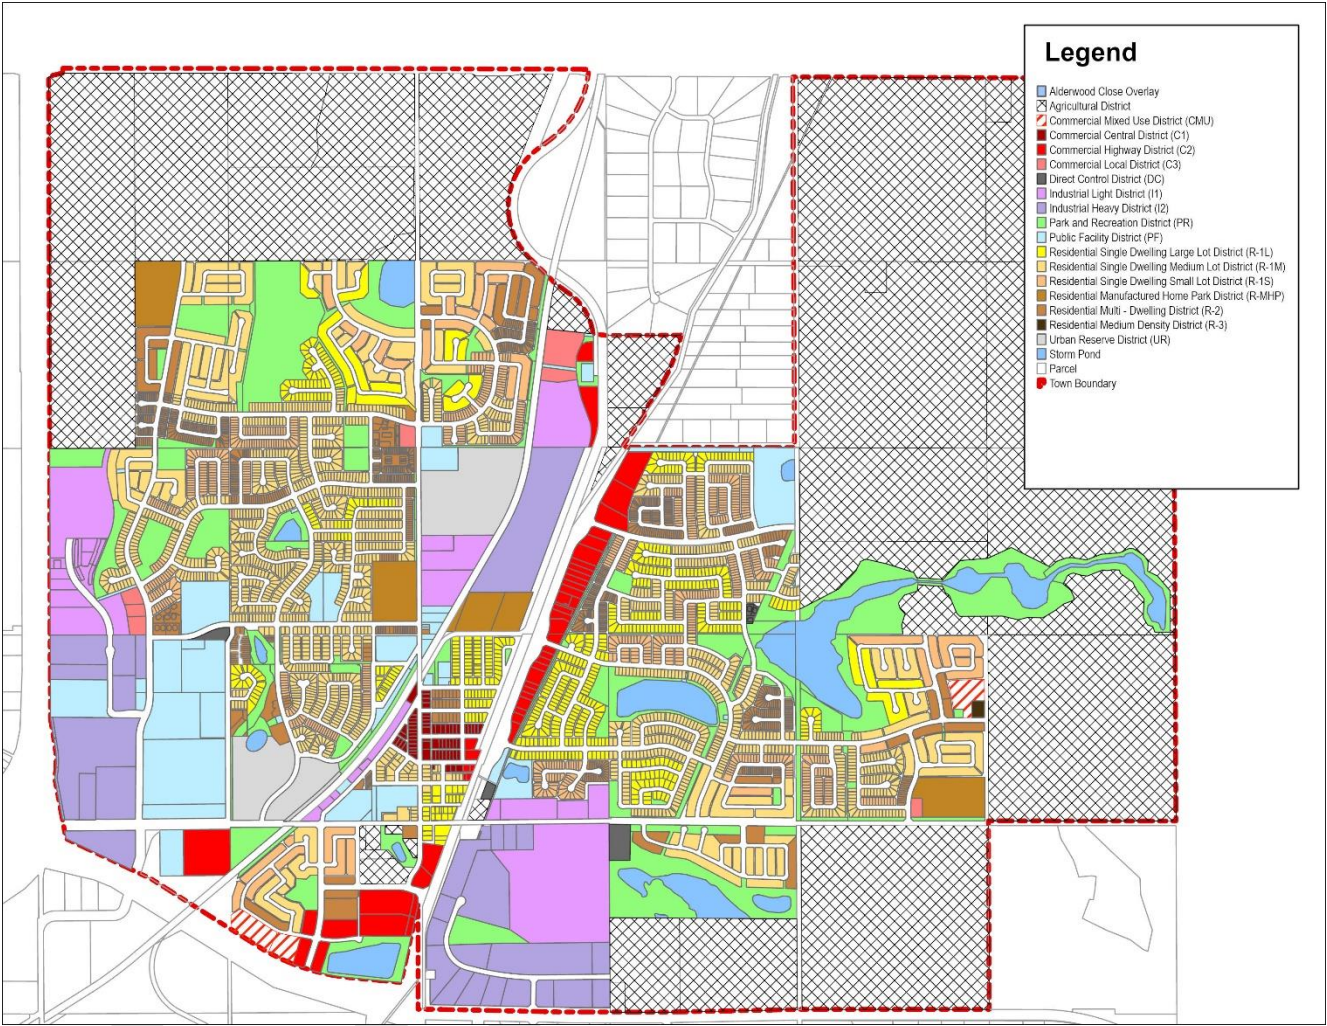 Legend
Alderwood Close Overlay
Agricultural District
Commercial Mixed Use District (CMU)
Commercial Central District (C1)
Commercial Highway District (C2)
Commercial Local District (C3)
Direct Control District (DC)
Industrial Light District (I1)
Industrial Heavy District (I2)
Park and Recreation District (PR)
Public Facility District (PF)
Residential Single Dwelling Large Lot District (R-1L)
Residential Single Dwelling Medium Lot District (R-1M)
Residential Single Dwelling Small Lot District (R-1S)
Residential Manufactured Home Park District (R-MHP)
Residential Multi - Dwelling District (R-2)
Residential Medium Density District (R-3)
Urban Reserve District (UR)
Storm Pond
Parcel
Town Boundary